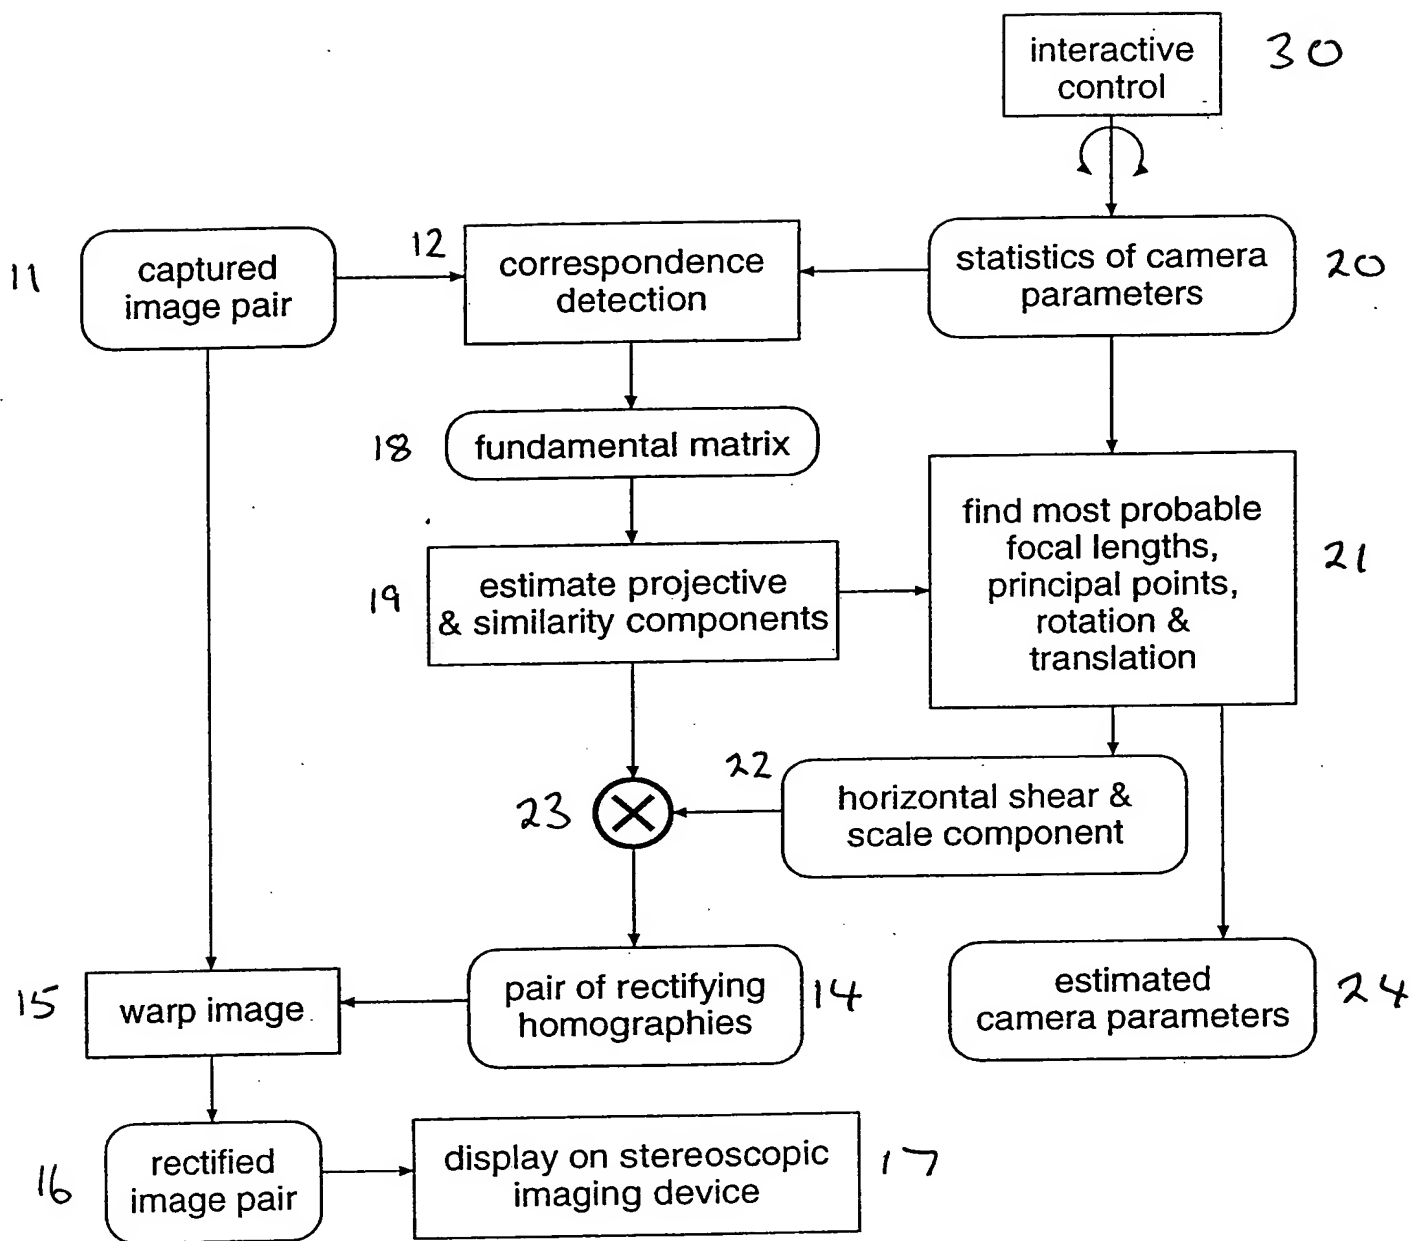 interactive
control
30
11
captured
image pair
12
correspondence
detection
statistics of camera
parameters
20
18
fundamental matrix
19
estimate projective
& similarity components
find most probable
focal lengths,
principal points,
rotation &
translation
21
23
22
horizontal shear &
scale component
15
warp image
pair of rectifying
homographies
14
estimated
camera parameters
24
16
rectified
image pair
display on stereoscopic
imaging device
17